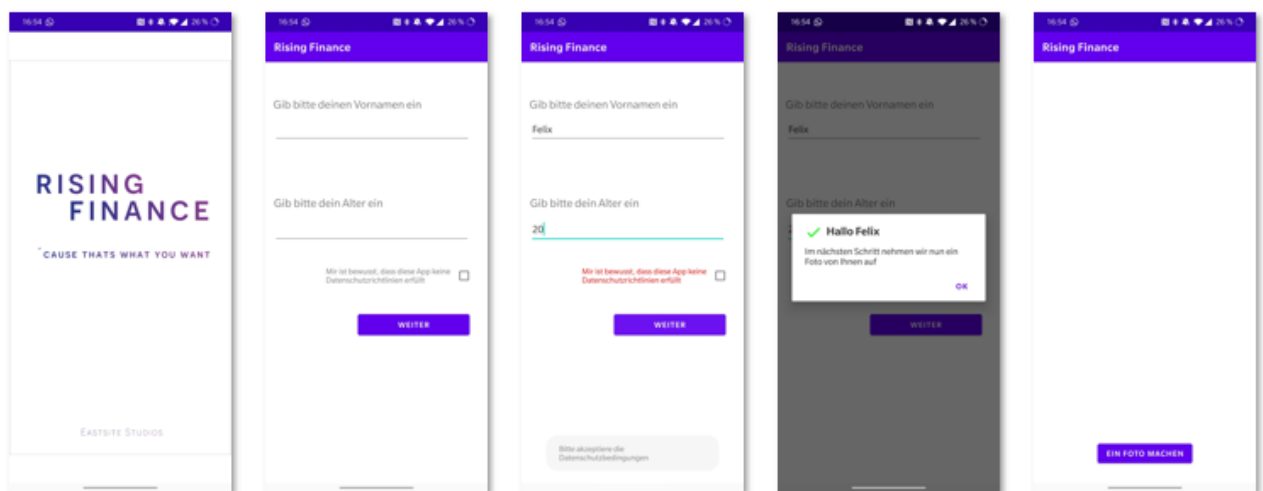 16:54
26 %
RISING
FINANCE
´CAUSE THATS WHAT YOU WANT
EASTSITE STUDIOS
16:54
26 %
Rising Finance
Gib bitte deinen Vornamen ein
Gib bitte dein Alter ein
Mir ist bewusst, dass diese App keine
Datenschutzrichtlinien erfüllt
WEITER
16:54
26 %
Rising Finance
Gib bitte deinen Vornamen ein
Felix
Gib bitte dein Alter ein
20
Mir ist bewusst, dass diese App keine
Datenschutzrichtlinien erfüllt
WEITER
Bitte akzeptiere die
Datenschutzbedingungen
16:54
26 %
Rising Finance
Gib bitte deinen Vornamen ein
Felix
Gib bitte dein Alter ein
Hallo Felix
Im nächsten Schritt nehmen wir nun ein
Foto von Ihnen auf
OK
WEITER
16:54
26 %
Rising Finance
EIN FOTO MACHEN